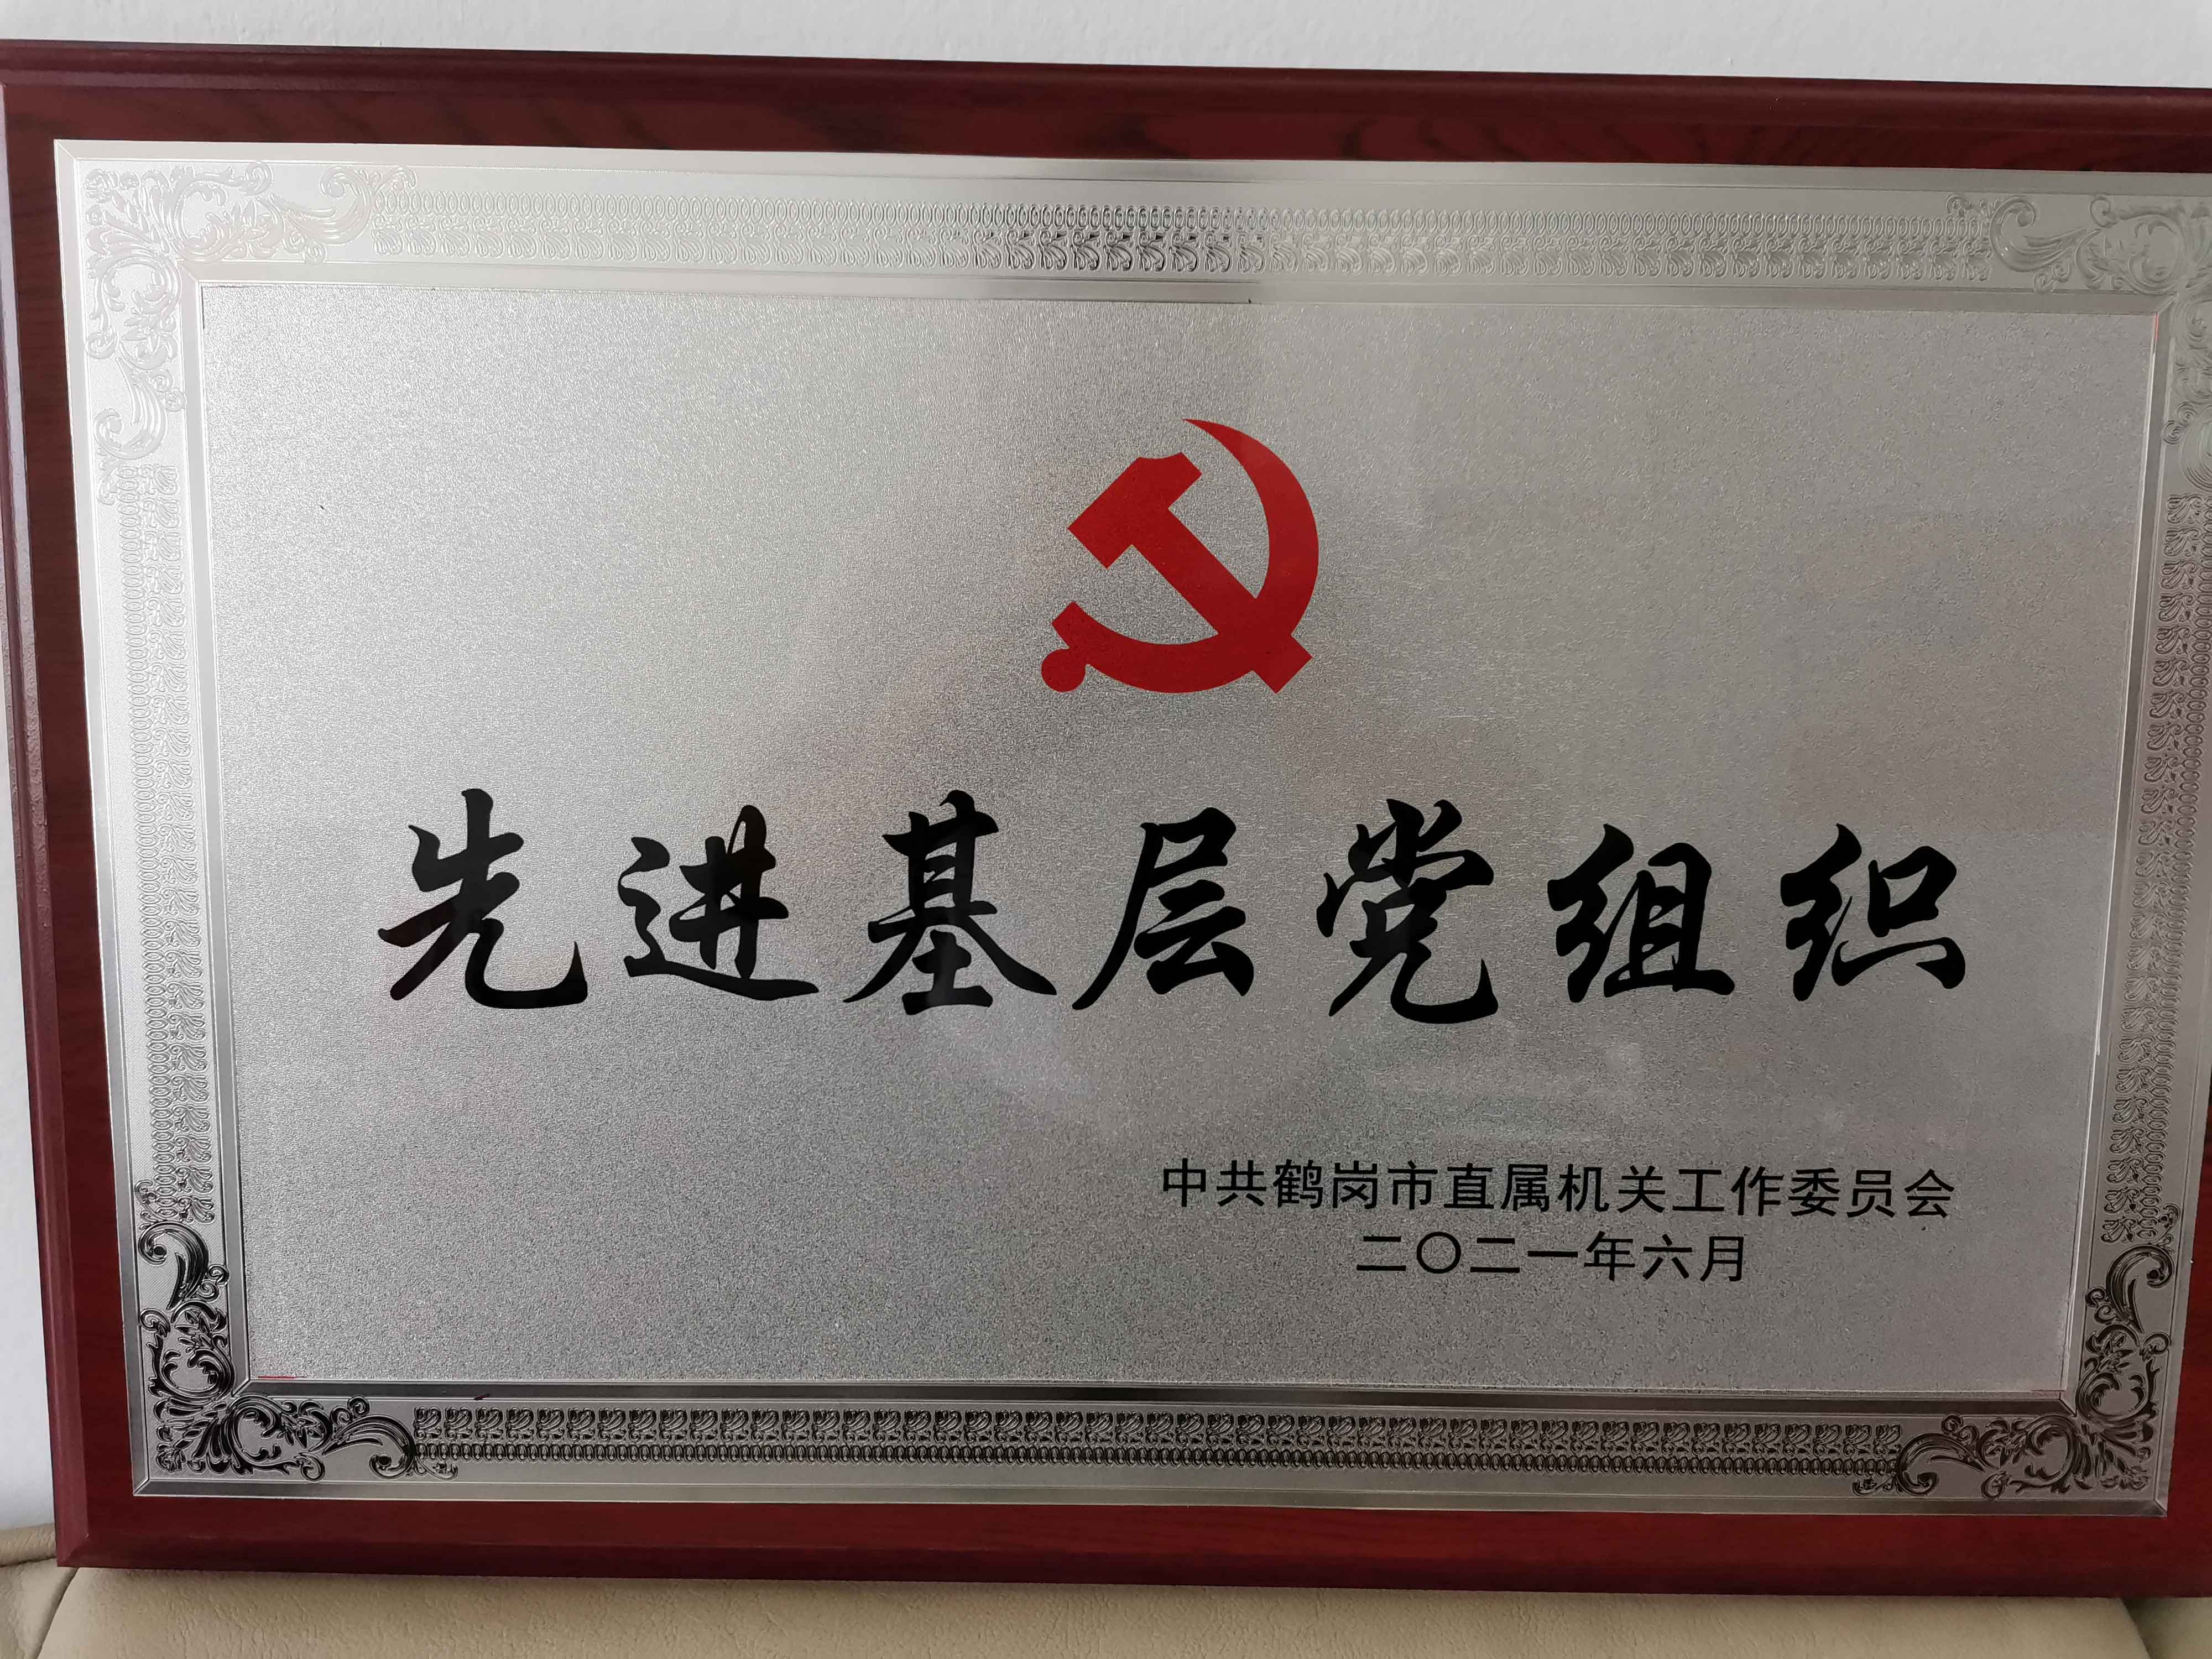 先进基层党组织
中共鹤岗市直属机关工作委员会
二〇二一年六月